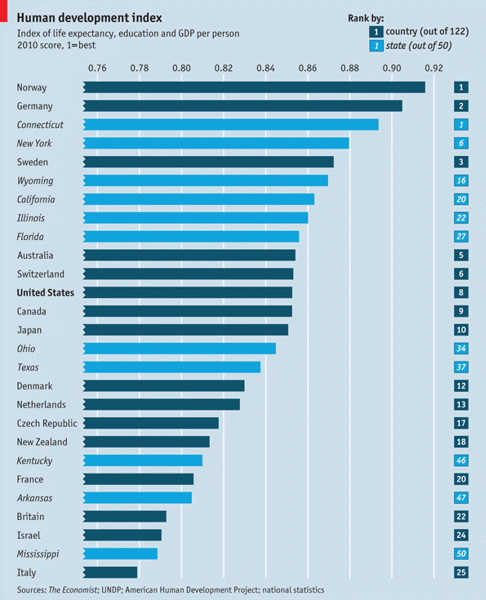 Human development index
Index of life expectancy, education and GDP per person
2010 score, 1=best
Rank by:
1 country (out of 122)
1 state (out of 50)
0.76 0.78 0.80 0.82 0.84 0.86 0.88 0.90 0.92
Norway 1
Germany 2
Connecticut 1
New York 6
Sweden 3
Wyoming 16
California 20
Illinois 22
Florida 27
Australia 5
Switzerland 6
United States 8
Canada 9
Japan 10
Ohio 34
Texas 37
Denmark 12
Netherlands 13
Czech Republic 17
New Zealand 18
Kentucky 46
France 20
Arkansas 47
Britain 22
Israel 24
Mississippi 50
Italy 25
Sources: The Economist; UNDP; American Human Development Project; national statistics